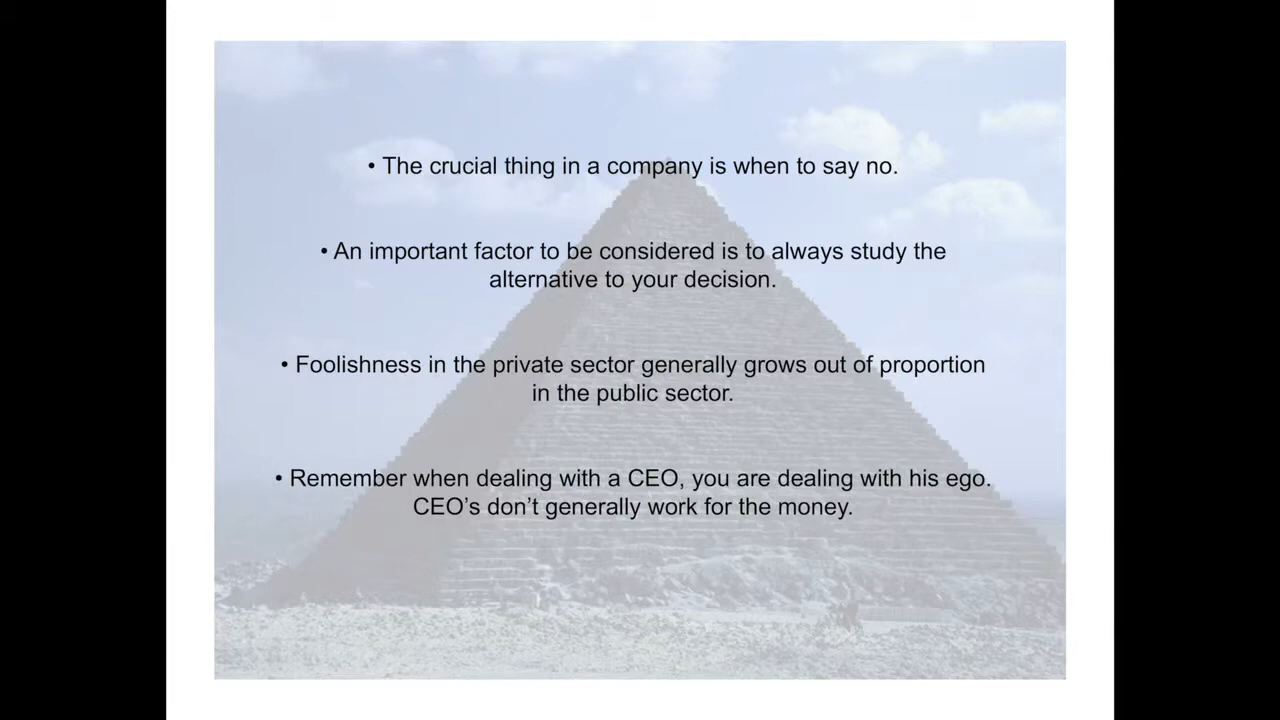 • The crucial thing in a company is when to say no.
• An important factor to be considered is to always study the
alternative to your decision.
• Foolishness in the private sector generally grows out of proportion
in the public sector.
• Remember when dealing with a CEO, you are dealing with his ego.
CEO’s don’t generally work for the money.